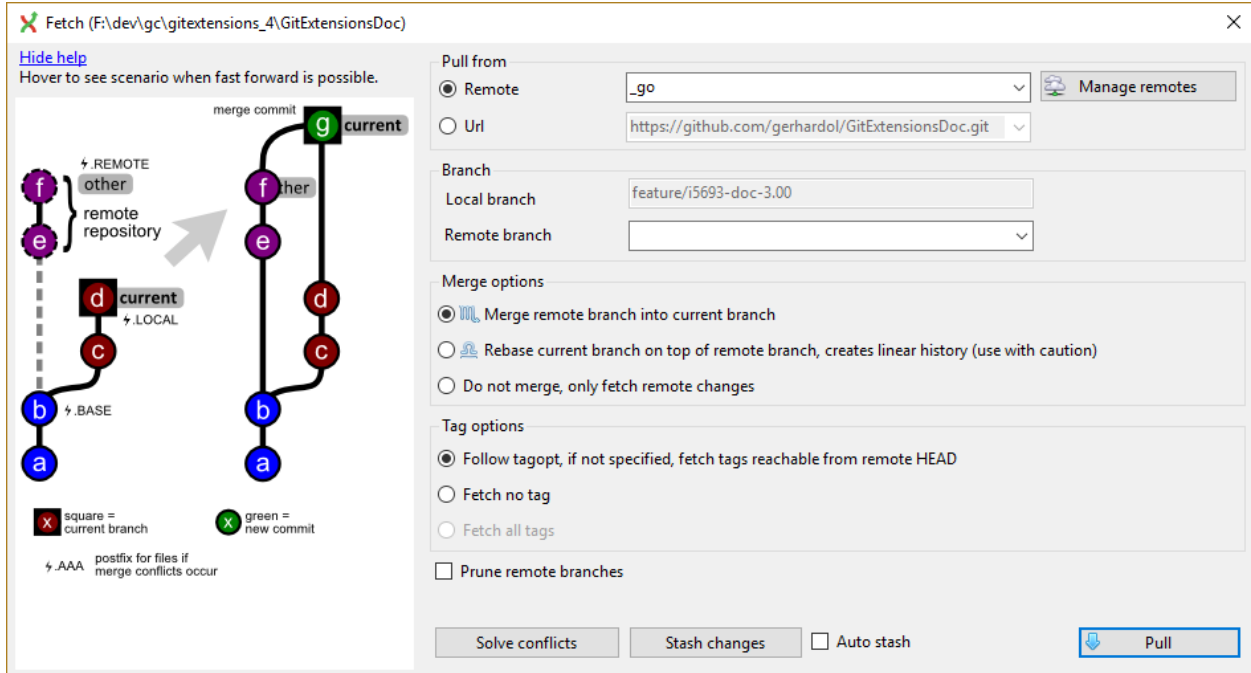 Fetch (F:\dev\gc\gitextensions_4\GitExtensionsDoc)
Hide help
Hover to see scenario when fast forward is possible.
merge commit
g current
⚡.REMOTE
f other
remote
repository
e
f ther
e
d current
⚡.LOCAL
c
d
c
b ⚡.BASE
b
a
a
x square =
current branch
x green =
new commit
⚡.AAA postfix for files if
merge conflicts occur
Pull from
Remote _go Manage remotes
Url https://github.com/gerhardol/GitExtensionsDoc.git
Branch
Local branch feature/i5693-doc-3.00
Remote branch
Merge options
Merge remote branch into current branch
Rebase current branch on top of remote branch, creates linear history (use with caution)
Do not merge, only fetch remote changes
Tag options
Follow tagopt, if not specified, fetch tags reachable from remote HEAD
Fetch no tag
Fetch all tags
Prune remote branches
Solve conflicts Stash changes Auto stash Pull